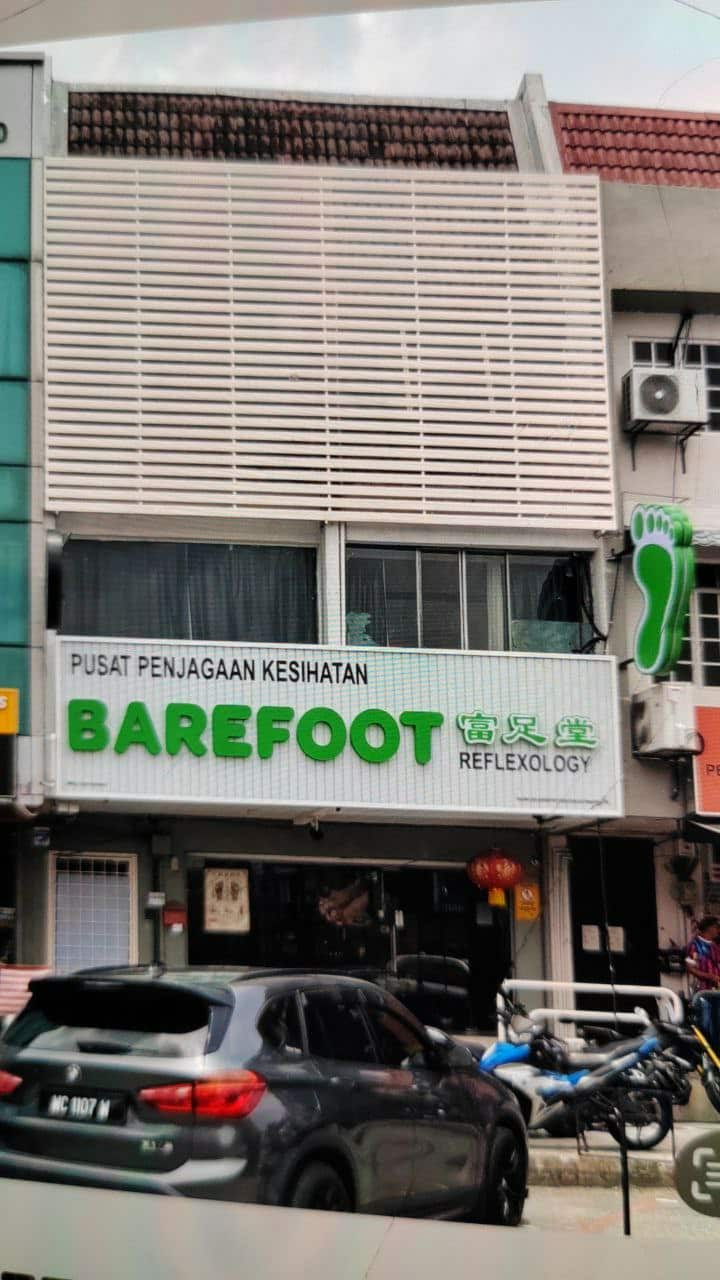 PUSAT PENJAGAAN KESIHATAN
BAREFOOT 富足堂
REFLEXOLOGY
WC 1107 W